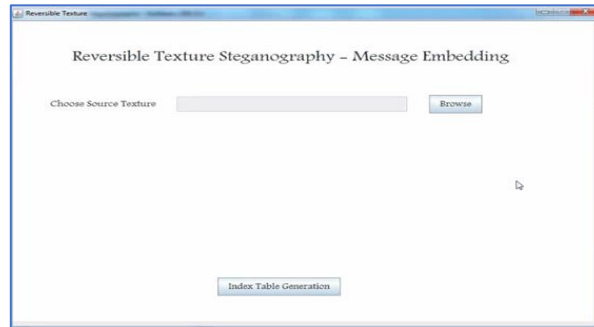 Reversible Texture
Reversible Texture Steganography – Message Embedding
Choose Source Texture Browse
Index Table Generation